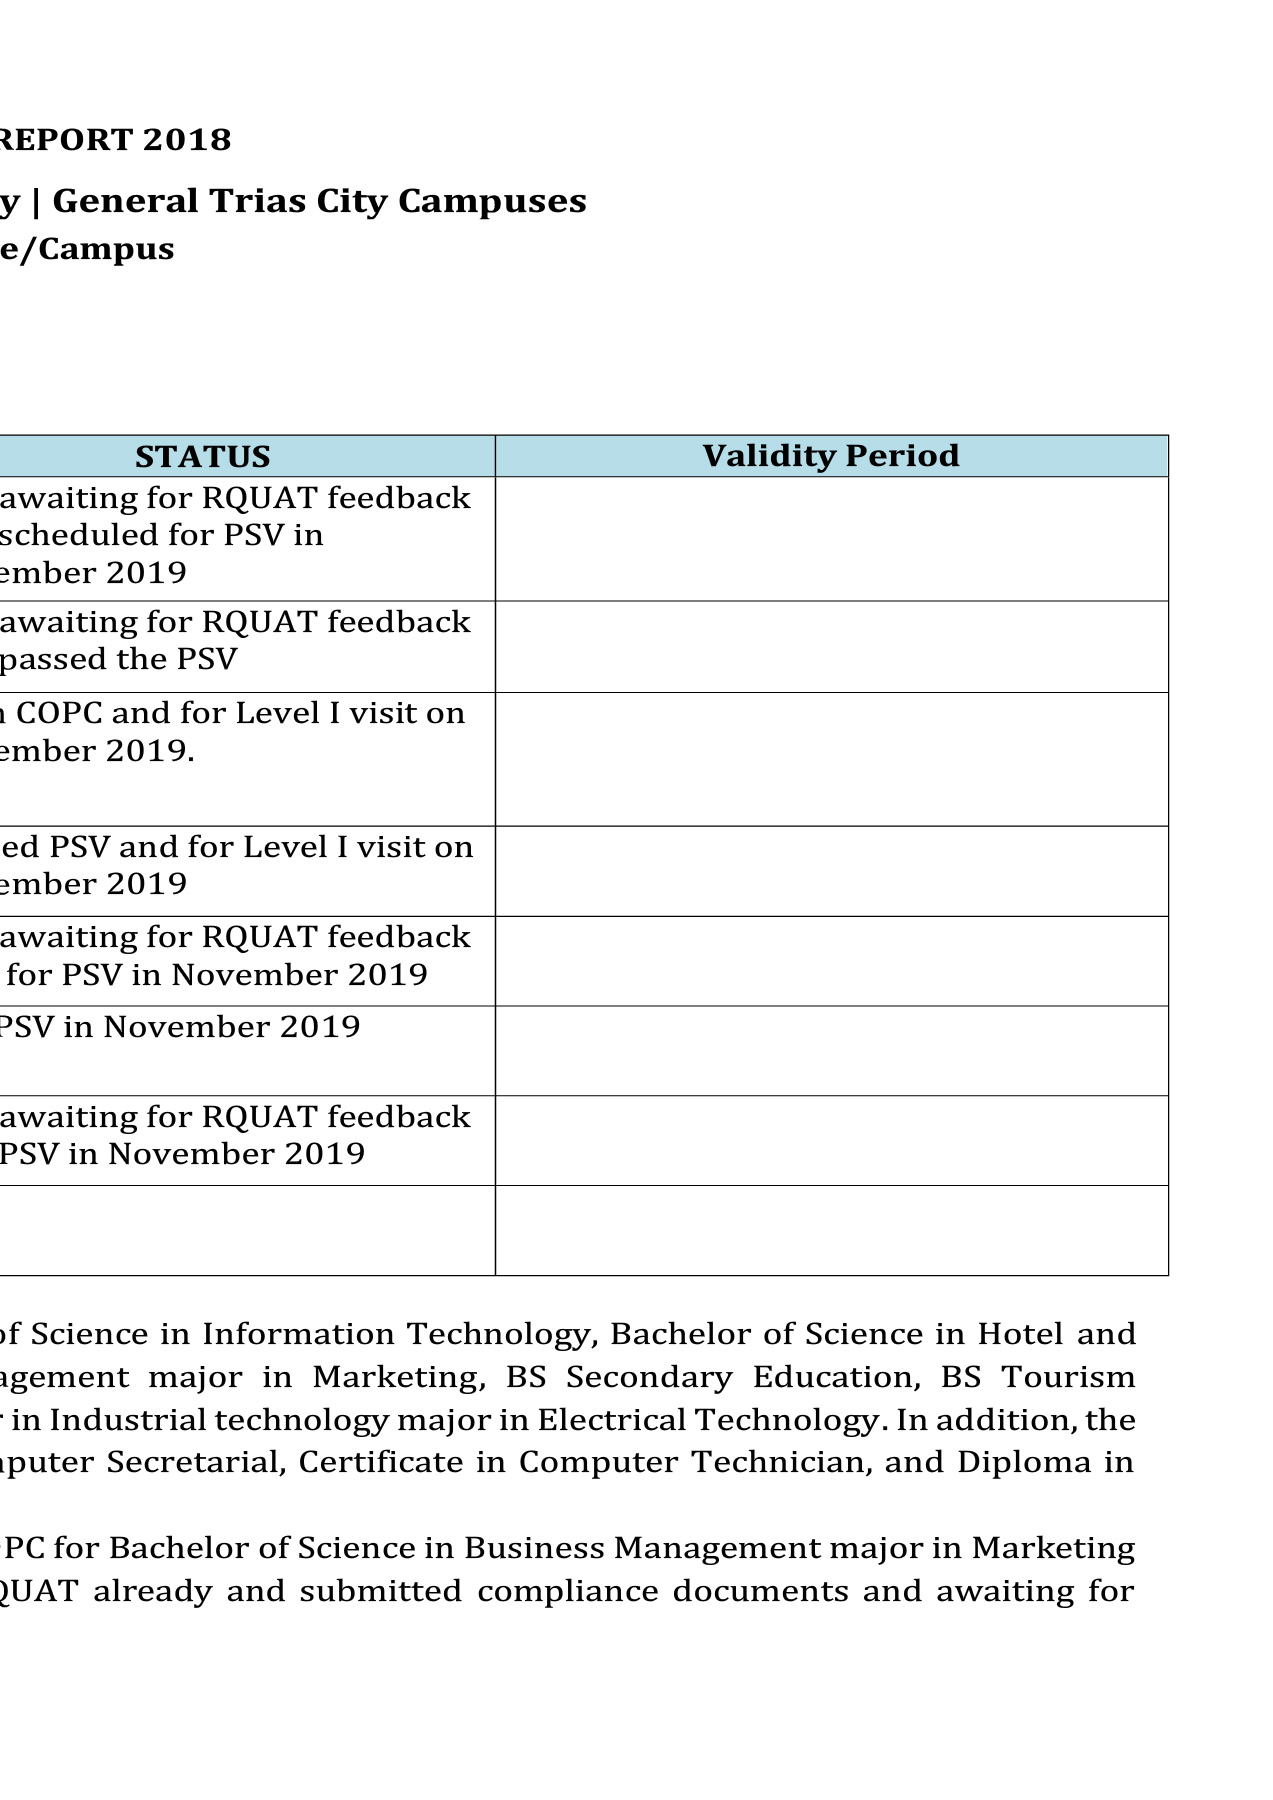 REPORT 2018
y | General Trias City Campuses
e/Campus
STATUS
Validity Period
awaiting for RQUAT feedback
scheduled for PSV in
ember 2019
awaiting for RQUAT feedback
passed the PSV
COPC and for Level I visit on
ember 2019.
ed PSV and for Level I visit on
ember 2019
awaiting for RQUAT feedback
for PSV in November 2019
PSV in November 2019
awaiting for RQUAT feedback
PSV in November 2019
of Science in Information Technology, Bachelor of Science in Hotel and
agement major in Marketing, BS Secondary Education, BS Tourism
r in Industrial technology major in Electrical Technology. In addition, the
puter Secretarial, Certificate in Computer Technician, and Diploma in
PC for Bachelor of Science in Business Management major in Marketing
QUAT already and submitted compliance documents and awaiting for